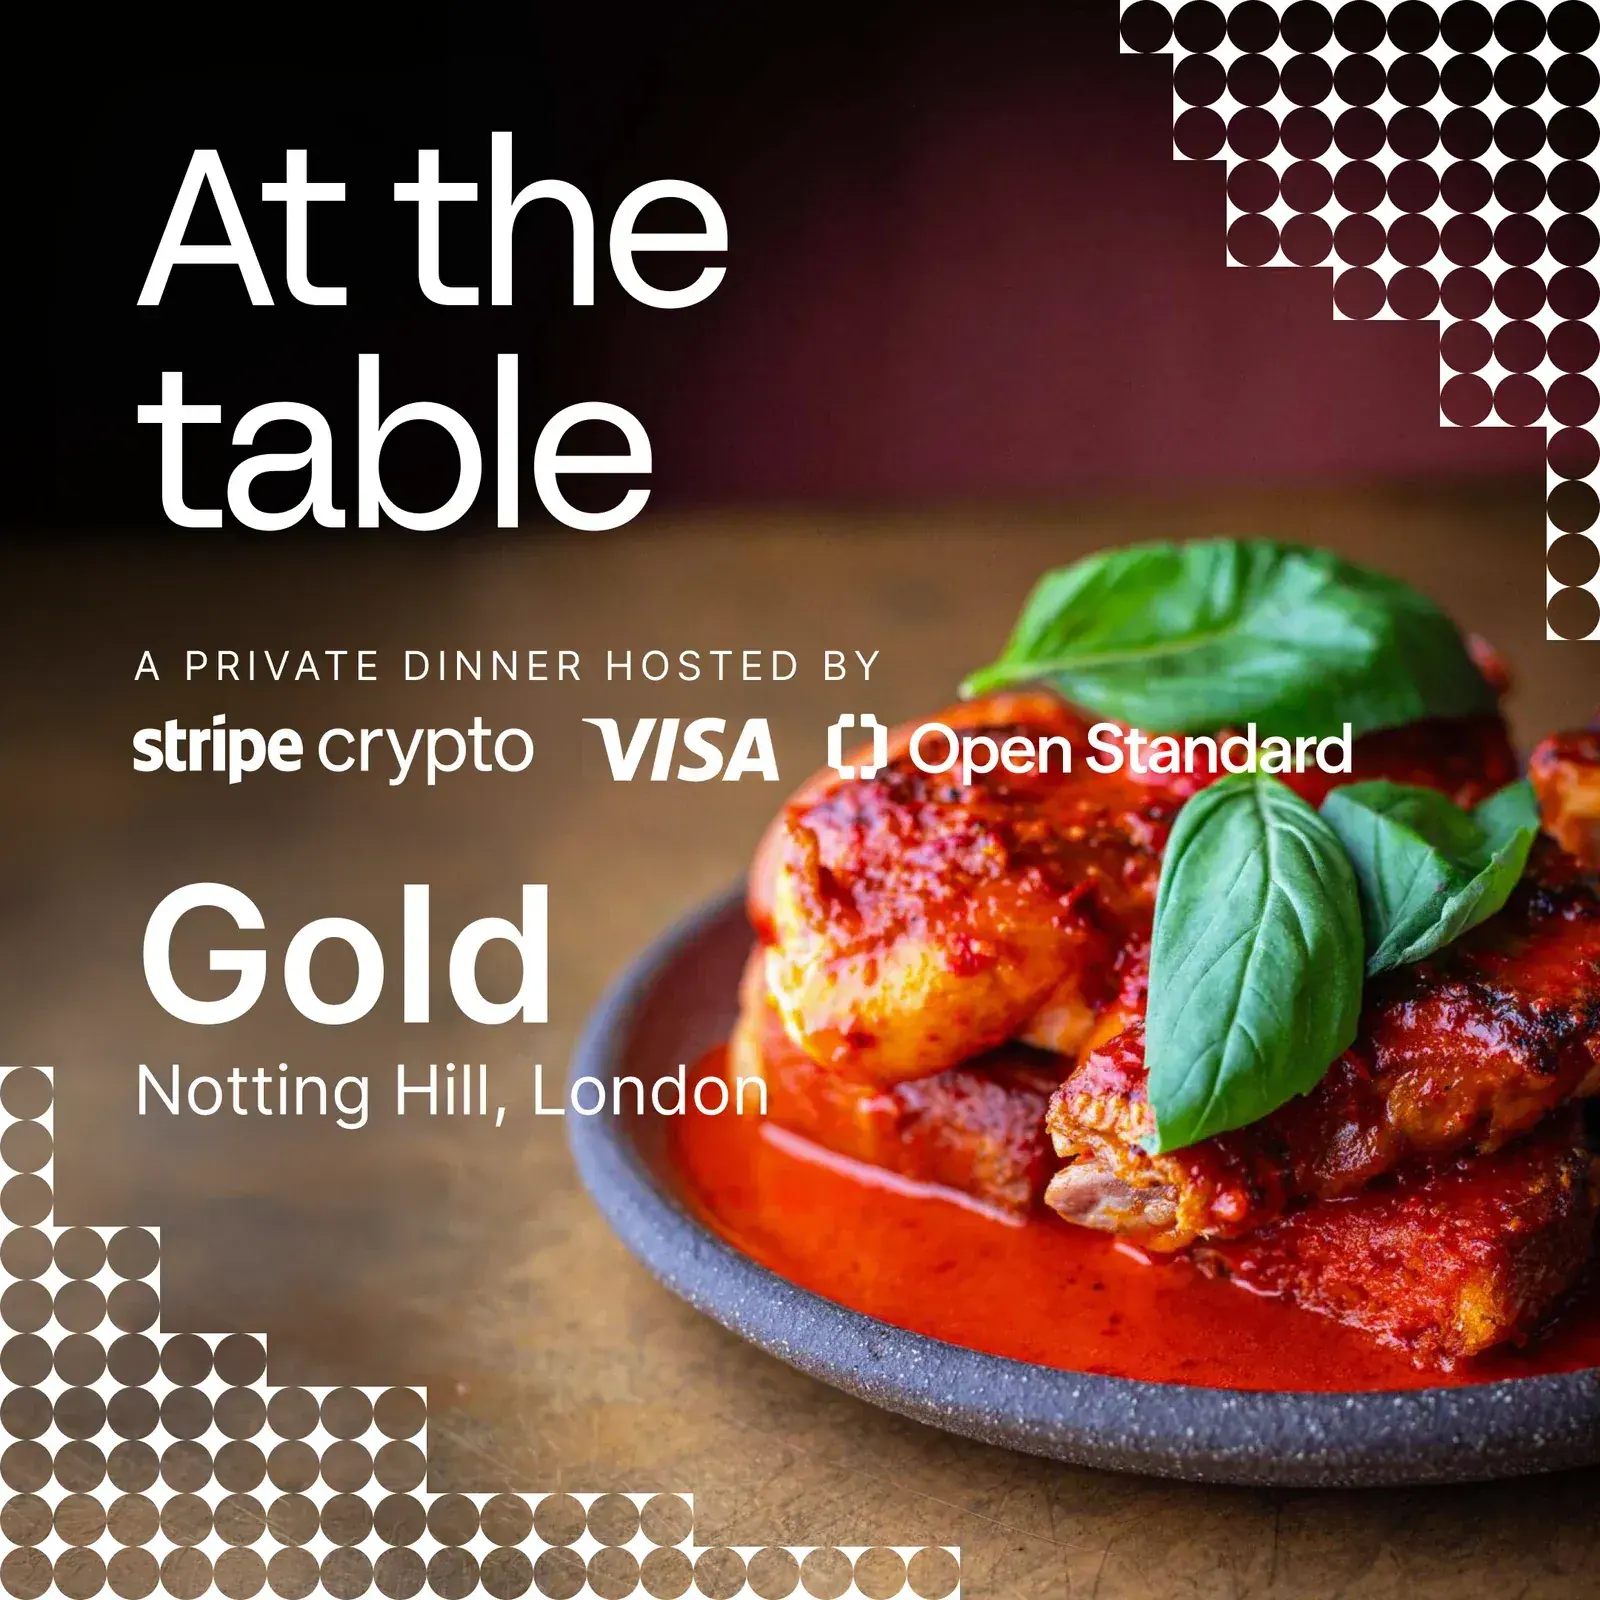 At the
table
A PRIVATE DINNER HOSTED BY
stripe crypto VISA Open Standard
Gold
Notting Hill, London